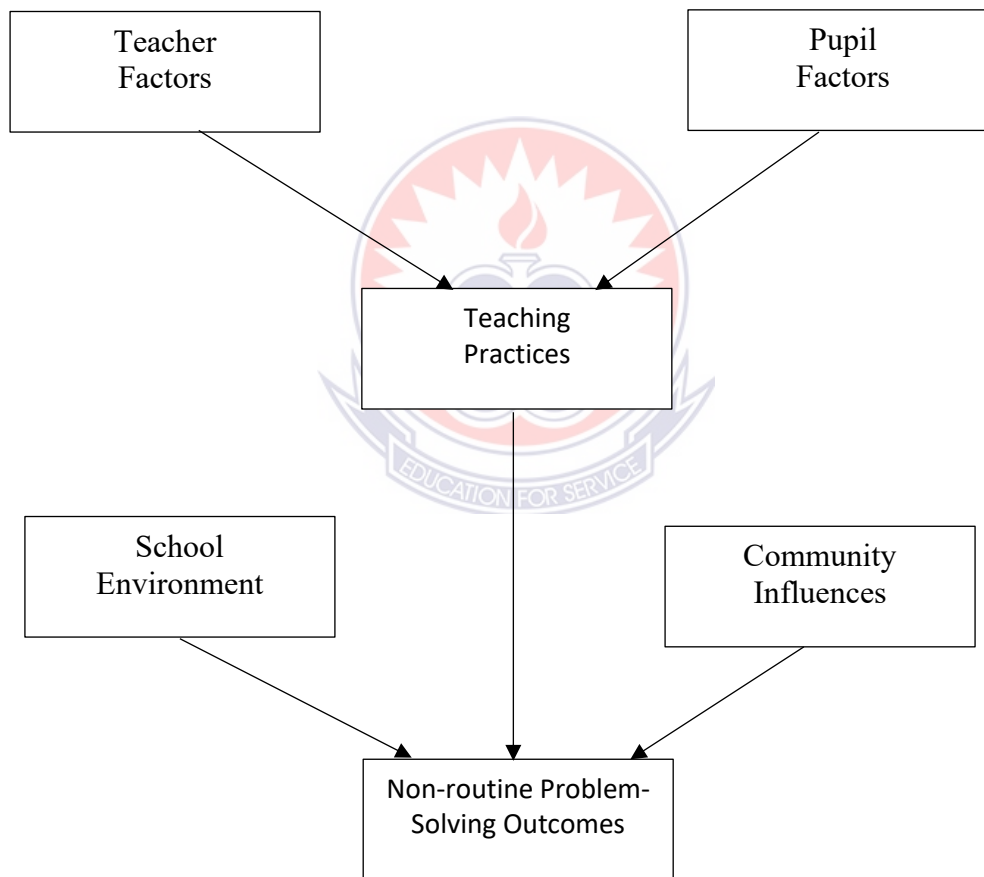 Teacher
Factors
Pupil
Factors
Teaching
Practices
EDUCATION FOR SERVICE
School
Environment
Community
Influences
Non-routine Problem-
Solving Outcomes